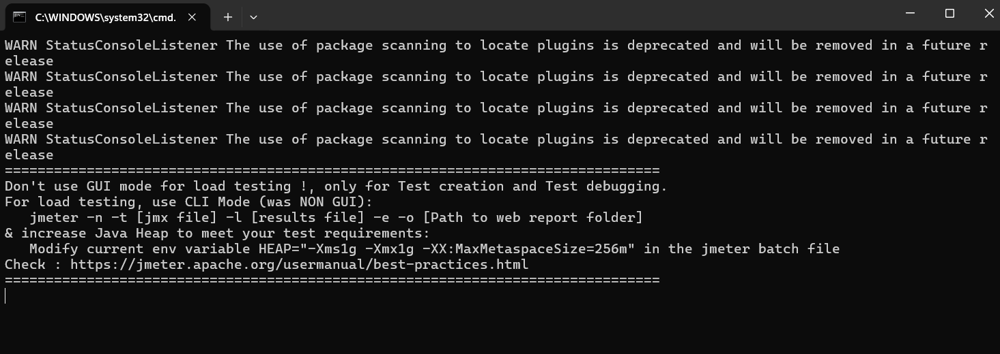 C:\WINDOWS\system32\cmd.
WARN StatusConsoleListener The use of package scanning to locate plugins is deprecated and will be removed in a future r
elease
WARN StatusConsoleListener The use of package scanning to locate plugins is deprecated and will be removed in a future r
elease
WARN StatusConsoleListener The use of package scanning to locate plugins is deprecated and will be removed in a future r
elease
WARN StatusConsoleListener The use of package scanning to locate plugins is deprecated and will be removed in a future r
elease
================================================================================
Don't use GUI mode for load testing !, only for Test creation and Test debugging.
For load testing, use CLI Mode (was NON GUI):
   jmeter -n -t [jmx file] -l [results file] -e -o [Path to web report folder]
& increase Java Heap to meet your test requirements:
   Modify current env variable HEAP="-Xms1g -Xmx1g -XX:MaxMetaspaceSize=256m" in the jmeter batch file
Check : https://jmeter.apache.org/usermanual/best-practices.html
================================================================================